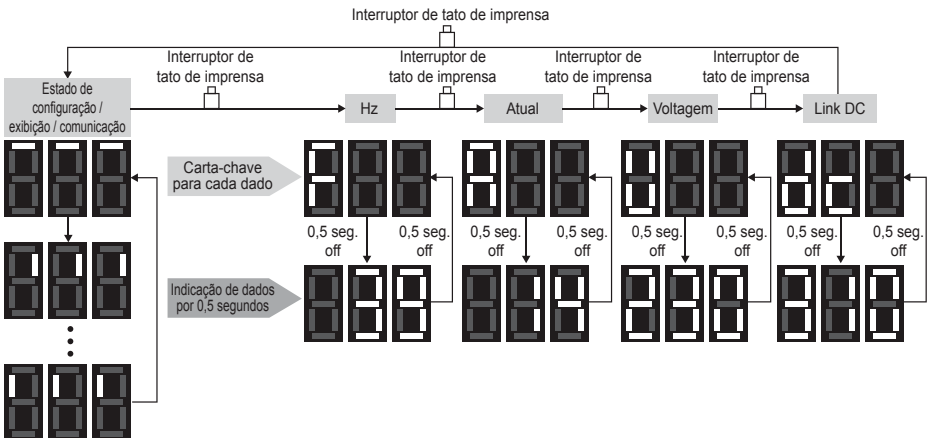 Interruptor de tato de imprensa
Interruptor de
tato de imprensa
Interruptor de
tato de imprensa
Interruptor de
tato de imprensa
Interruptor de
tato de imprensa
Estado de
configuração /
exibição / comunicação
Hz
Atual
Voltagem
Link DC
Carta-chave
para cada dado
0,5 seg.
off
0,5 seg.
off
0,5 seg.
off
0,5 seg.
off
0,5 seg.
off
0,5 seg.
off
0,5 seg.
off
0,5 seg.
off
Indicação de dados
por 0,5 segundos